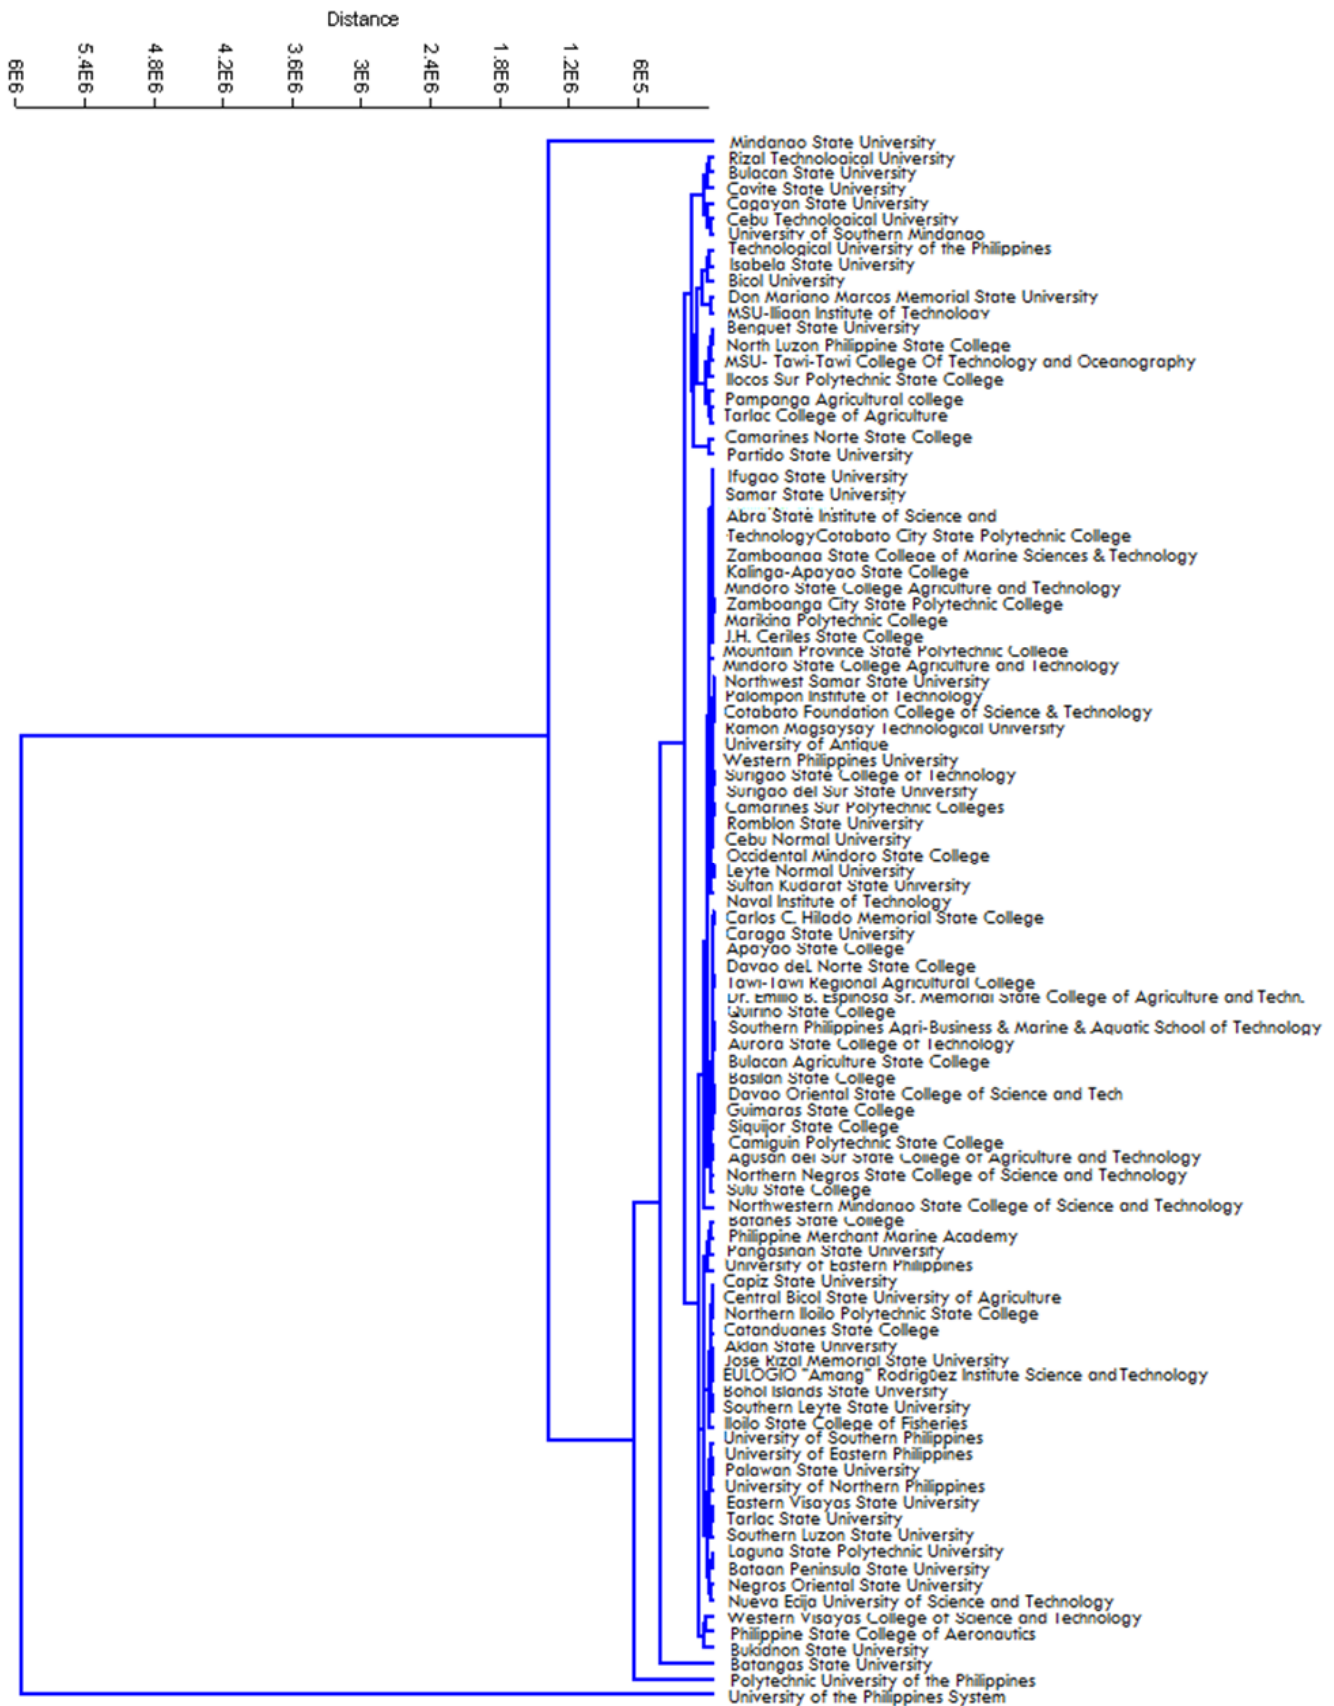 Distance
6E6
5.4E6
4.8E6
4.2E6
3.6E6
3E6
2.4E6
1.8E6
1.2E6
6E5
Mindanao State University
Rizal Technological University
Bulacan State University
Cavite State University
Cagayan State University
Cebu Technological University
University of Southern Mindanao
Technological University of the Philippines
Isabela State University
Bicol University
Don Mariano Marcos Memorial State University
MSU-Iligan Institute of Technology
Benguet State University
North Luzon Philippine State College
MSU- Tawi-Tawi College Of Technology and Oceanography
Ilocos Sur Polytechnic State College
Pampanga Agricultural college
Tarlac College of Agriculture
Camarines Norte State College
Partido State University
Ifugao State University
Samar State University
Abra State Institute of Science and
TechnologyCotabato City State Polytechnic College
Zamboanga State College of Marine Sciences & Technology
Kalinga-Apayao State College
Mindoro State College Agriculture and Technology
Zamboanga City State Polytechnic College
Marikina Polytechnic College
J.H. Ceriles State College
Mountain Province State Polytechnic College
Mindoro State College Agriculture and Technology
Northwest Samar State University
Palompon Institute of Technology
Cotabato Foundation College of Science & Technology
Ramon Magsaysay Technological University
University of Antique
Western Philippines University
Surigao State College of Technology
Surigao del Sur State University
Camarines Sur Polytechnic Colleges
Romblon State University
Cebu Normal University
Occidental Mindoro State College
Leyte Normal University
Sultan Kudarat State University
Naval Institute of Technology
Carlos C. Hilado Memorial State College
Caraga State University
Apayao State College
Davao deL Norte State College
Tawi-Tawi Regional Agricultural College
Dr. Emilio B. Espinosa Sr. Memorial State College of Agriculture and Techn.
Quirino State College
Southern Philippines Agri-Business & Marine & Aquatic School of Technology
Aurora State College of Technology
Bulacan Agriculture State College
Basilan State College
Davao Oriental State College of Science and Tech
Guimaras State College
Siquijor State College
Camiguin Polytechnic State College
Agusan del Sur State College of Agriculture and Technology
Northern Negros State College of Science and Technology
Sulu State College
Northwestern Mindanao State College of Science and Technology
Batanes State College
Philippine Merchant Marine Academy
Pangasinan State University
University of Eastern Philippines
Capiz State University
Central Bicol State University of Agriculture
Northern Iloilo Polytechnic State College
Catanduanes State College
Aklan State University
Jose Rizal Memorial State University
EULOGIO "Amang" Rodrigůez Institute Science andTechnology
Bohol Islands State Unversity
Southern Leyte State University
Iloilo State College of Fisheries
University of Southern Philippines
University of Eastern Philippines
Palawan State University
University of Northern Philippines
Eastern Visayas State University
Tarlac State University
Southern Luzon State University
Laguna State Polytechnic University
Bataan Peninsula State University
Negros Oriental State University
Nueva Ecija University of Science and Technology
Western Visayas College of Science and Technology
Philippine State College of Aeronautics
Bukidnon State University
Batangas State University
Polytechnic University of the Philippines
University of the Philippines System